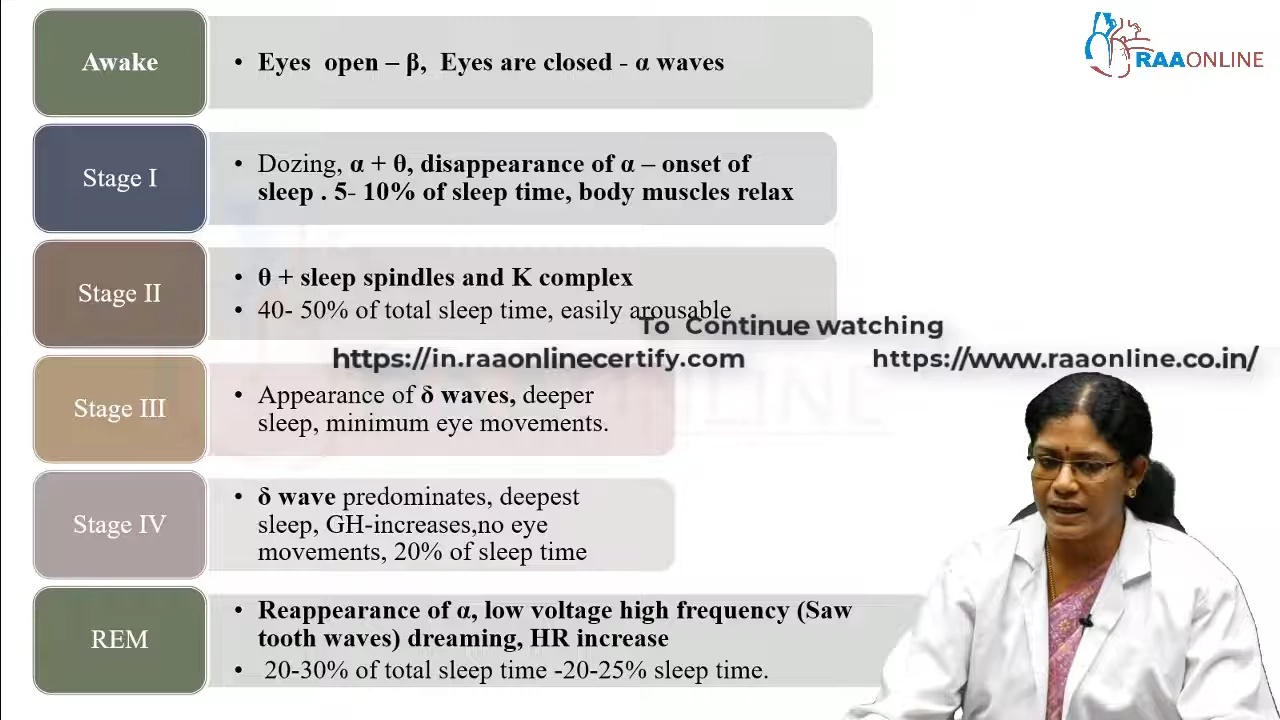 Awake
• Eyes open – β, Eyes are closed - α waves
RAAONLINE
Stage I
• Dozing, α + θ, disappearance of α – onset of
sleep . 5- 10% of sleep time, body muscles relax
Stage II
• θ + sleep spindles and K complex
• 40- 50% of total sleep time, easily arousable
To Continue watching
https://in.raaonlinecertify.com
https://www.raaonline.co.in/
Stage III
• Appearance of δ waves, deeper
sleep, minimum eye movements.
Stage IV
• δ wave predominates, deepest
sleep, GH-increases,no eye
movements, 20% of sleep time
REM
• Reappearance of α, low voltage high frequency (Saw
tooth waves) dreaming, HR increase
• 20-30% of total sleep time -20-25% sleep time.